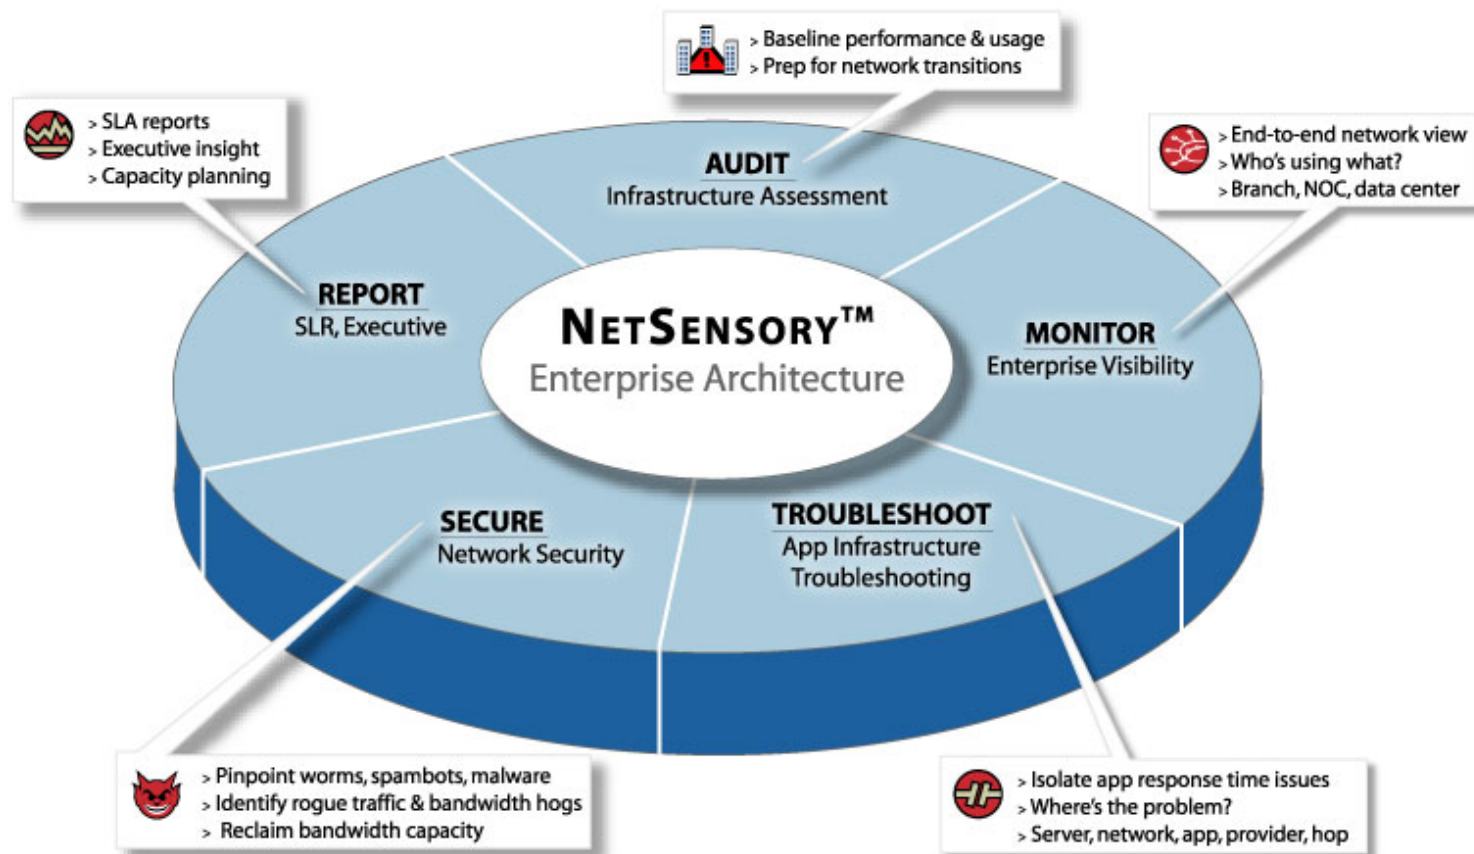 > Baseline performance & usage
> Prep for network transitions
> SLA reports
> Executive insight
> Capacity planning
> End-to-end network view
> Who's using what?
> Branch, NOC, data center
AUDIT
Infrastructure Assessment
REPORT
SLR, Executive
NETSENSORY™
Enterprise Architecture
MONITOR
Enterprise Visibility
SECURE
Network Security
TROUBLESHOOT
App Infrastructure
Troubleshooting
> Pinpoint worms, spambots, malware
> Identify rogue traffic & bandwidth hogs
> Reclaim bandwidth capacity
> Isolate app response time issues
> Where's the problem?
> Server, network, app, provider, hop